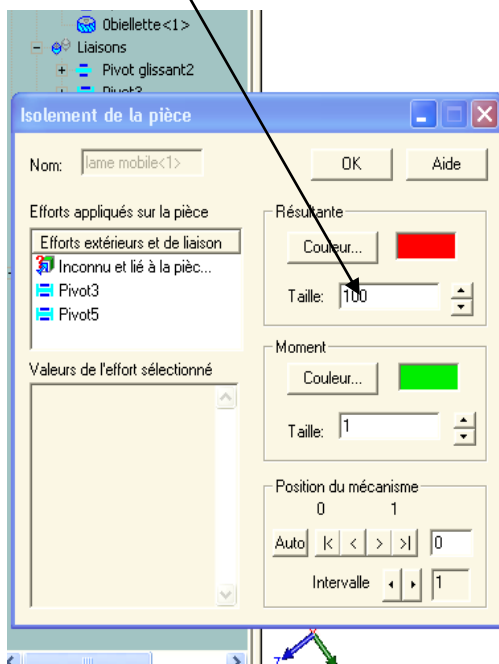 0biellette<1>
Liaisons
Pivot glissant2
Pivot3
Isolement de la pièce
Nom: lame mobile<1>
OK Aide
Efforts appliqués sur la pièce
Efforts extérieurs et de liaison
Inconnu et lié à la pièc...
Pivot3
Pivot5
Valeurs de l'effort sélectionné
Résultante
Couleur...
Taille: 100
Moment
Couleur...
Taille: 1
Position du mécanisme
0 1
Auto |< < > >| 0
Intervalle 1
Z